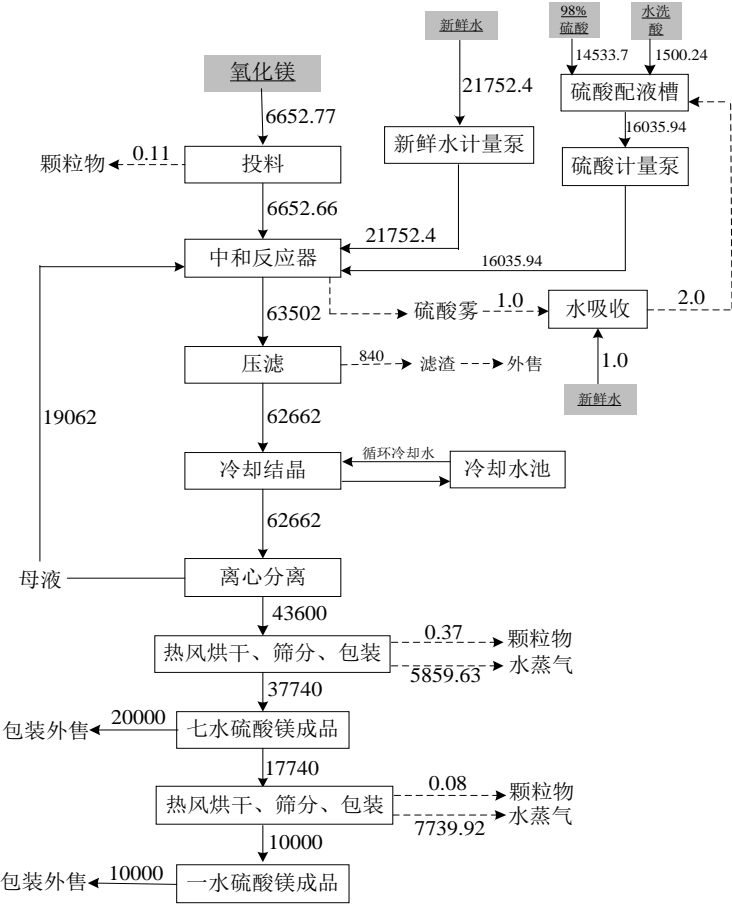 98%
硫酸
水洗
酸
新鲜水
14533.7
1500.24
氧化镁
21752.4
硫酸配液槽
6652.77
16035.94
新鲜水计量泵
颗粒物
0.11
投料
硫酸计量泵
6652.66
21752.4
中和反应器
16035.94
63502
硫酸雾
1.0
水吸收
2.0
压滤
840
滤渣
外售
1.0
新鲜水
19062
62662
循环冷却水
冷却结晶
冷却水池
62662
母液
离心分离
43600
0.37
颗粒物
热风烘干、筛分、包装
水蒸气
5859.63
37740
包装外售
20000
七水硫酸镁成品
17740
0.08
颗粒物
热风烘干、筛分、包装
水蒸气
7739.92
10000
包装外售
10000
一水硫酸镁成品